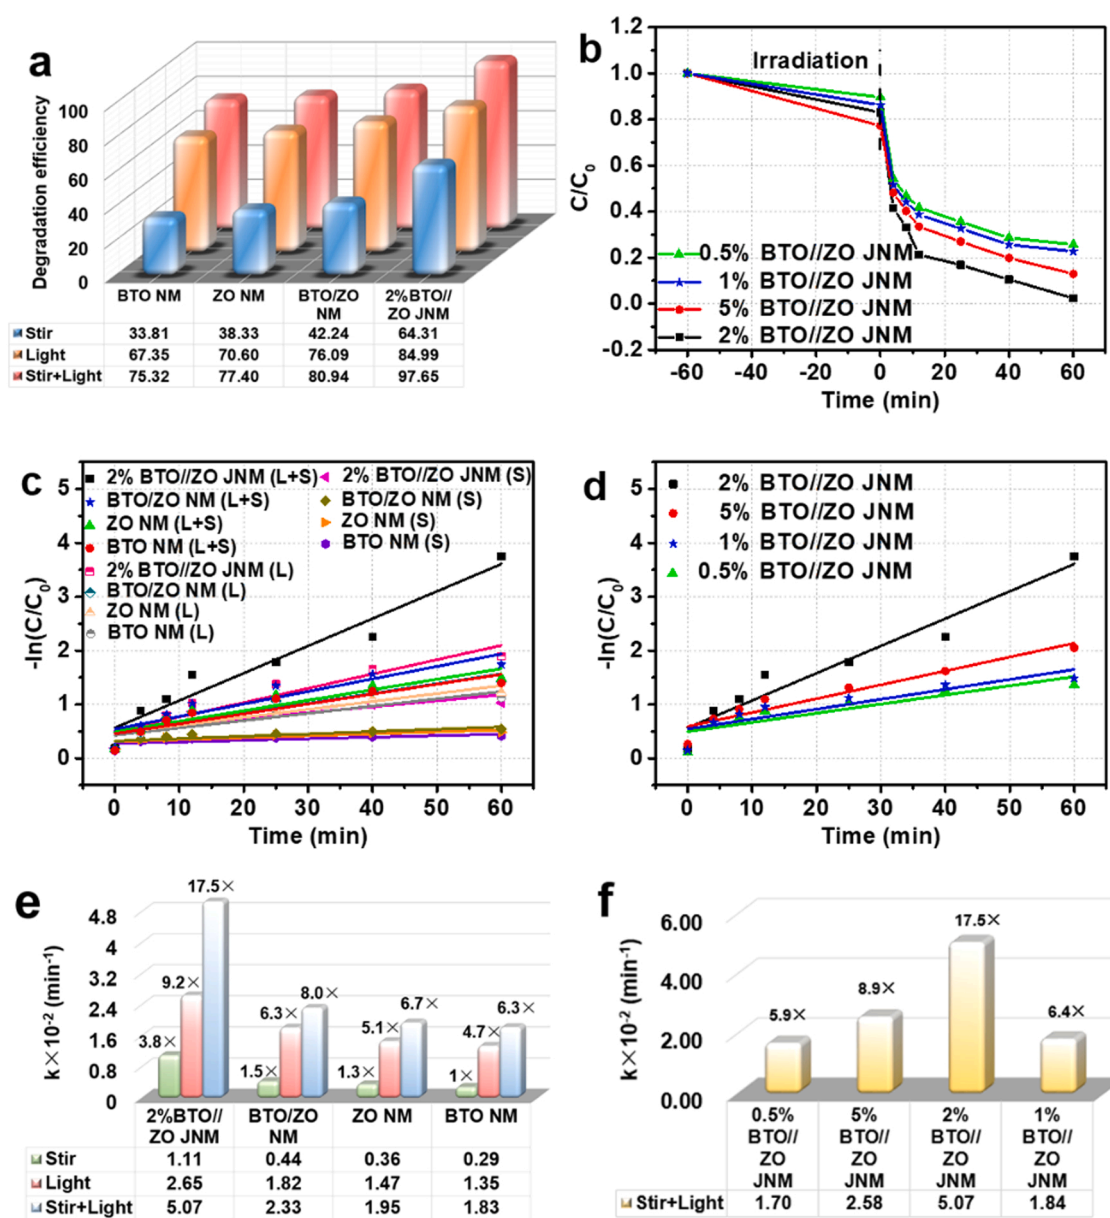 a
Degradation efficiency
100
80
60
40
20
0
BTO NM ZO NM BTO/ZO NM 2%BTO// ZO JNM
Stir 33.81 38.33 42.24 64.31
Light 67.35 70.60 76.09 84.99
Stir+Light 75.32 77.40 80.94 97.65
b
Irradiation
C/C0
1.2
1.0
0.8
0.6
0.4
0.2
0.0
-0.2
0.5% BTO//ZO JNM
1% BTO//ZO JNM
5% BTO//ZO JNM
2% BTO//ZO JNM
-60 -40 -20 0 20 40 60
Time (min)
c
-ln(C/C0)
5
4
3
2
1
0
2% BTO//ZO JNM (L+S)
BTO/ZO NM (L+S)
ZO NM (L+S)
BTO NM (L+S)
2% BTO//ZO JNM (L)
BTO/ZO NM (L)
ZO NM (L)
BTO NM (L)
2% BTO//ZO JNM (S)
BTO/ZO NM (S)
ZO NM (S)
BTO NM (S)
0 10 20 30 40 50 60
Time (min)
d
-ln(C/C0)
5
4
3
2
1
0
2% BTO//ZO JNM
5% BTO//ZO JNM
1% BTO//ZO JNM
0.5% BTO//ZO JNM
0 10 20 30 40 50 60
Time (min)
e
k×10-2 (min-1)
4.8
4
3.2
2.4
1.6
0.8
0
3.8× 9.2× 17.5×
1.5× 6.3× 8.0×
1.3× 5.1× 6.7×
1× 4.7× 6.3×
2%BTO// BTO/ZO ZO NM BTO NM
ZO JNM NM
Stir 1.11 0.44 0.36 0.29
Light 2.65 1.82 1.47 1.35
Stir+Light 5.07 2.33 1.95 1.83
f
k×10-2 (min-1)
6.00
4.00
2.00
0.00
5.9× 8.9× 17.5× 6.4×
0.5% 5% 2% 1%
BTO// BTO// BTO// BTO//
ZO ZO ZO ZO
JNM JNM JNM JNM
Stir+Light 1.70 2.58 5.07 1.84